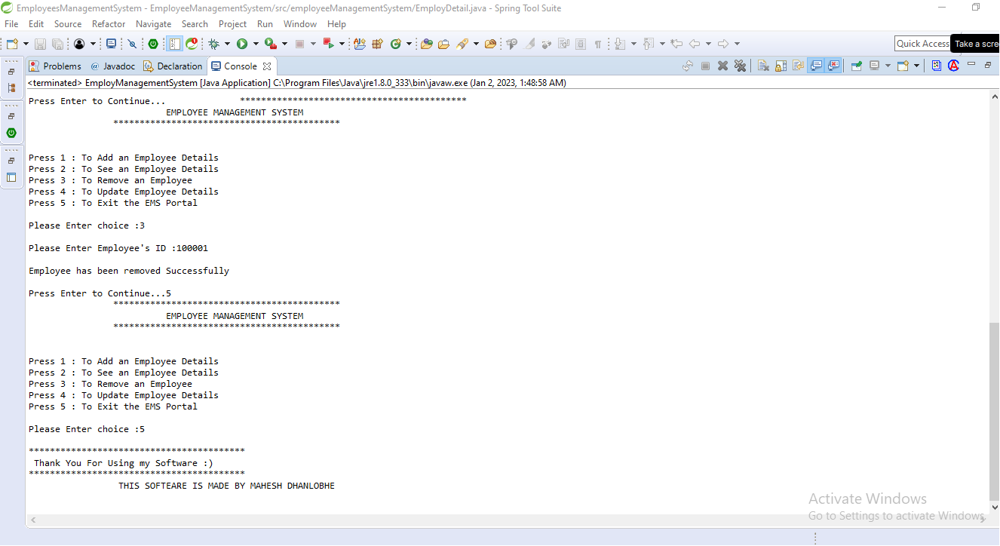 EmployeesManagementSystem - EmployeeManagementSystem/src/employeeManagementSystem/EmployDetail.java - Spring Tool Suite
File Edit Source Refactor Navigate Search Project Run Window Help
Quick Access Take a scre
Problems @ Javadoc Declaration Console
<terminated> EmployManagementSystem [Java Application] C:\Program Files\Java\jre1.8.0_333\bin\javaw.exe (Jan 2, 2023, 1:48:58 AM)
Press Enter to Continue... *******************************************
EMPLOYEE MANAGEMENT SYSTEM
*******************************************
Press 1 : To Add an Employee Details
Press 2 : To See an Employee Details
Press 3 : To Remove an Employee
Press 4 : To Update Employee Details
Press 5 : To Exit the EMS Portal
Please Enter choice :3
Please Enter Employee's ID :100001
Employee has been removed Successfully
Press Enter to Continue...5
*******************************************
EMPLOYEE MANAGEMENT SYSTEM
*******************************************
Press 1 : To Add an Employee Details
Press 2 : To See an Employee Details
Press 3 : To Remove an Employee
Press 4 : To Update Employee Details
Press 5 : To Exit the EMS Portal
Please Enter choice :5
*****************************************
Thank You For Using my Software :)
*****************************************
THIS SOFTEARE IS MADE BY MAHESH DHANLOBHE
Activate Windows
Go to Settings to activate Windows.